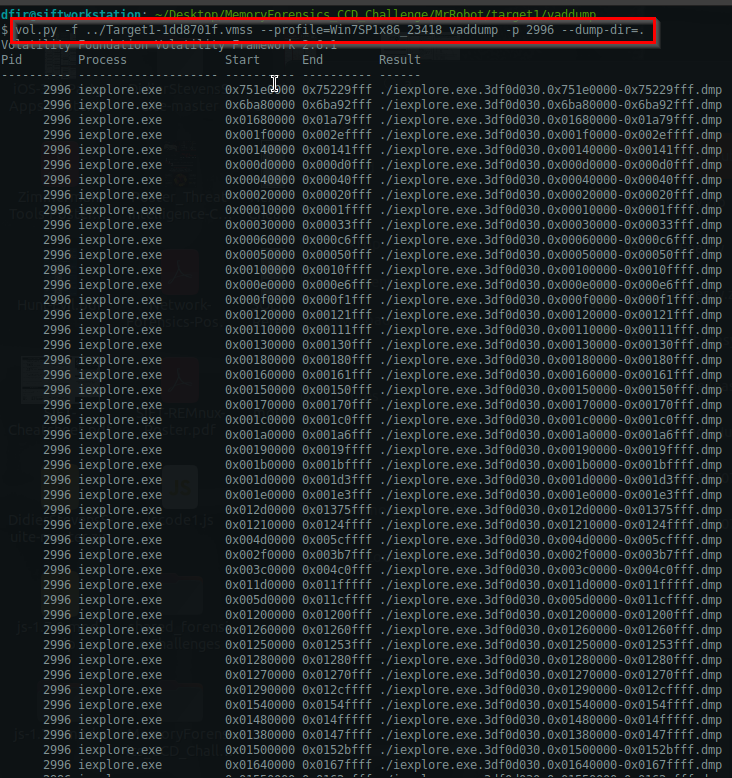 dfir@siftworkstation: ~/Desktop/MemoryForensics_CCD_Challenge/MrRobot/target1/vaddump
$ vol.py -f ../Target1-1dd8701f.vmss --profile=Win7SP1x86_23418 vaddump -p 2996 --dump-dir=.
Volatility Foundation Volatility Framework 2.6.1
Pid Process Start End Result
---------- -------------------- ---------- ---------- ------
2996 iexplore.exe 0x751e0000 0x75229fff ./iexplore.exe.3df0d030.0x751e0000-0x75229fff.dmp
2996 iexplore.exe 0x6ba80000 0x6ba92fff ./iexplore.exe.3df0d030.0x6ba80000-0x6ba92fff.dmp
2996 iexplore.exe 0x01680000 0x01a79fff ./iexplore.exe.3df0d030.0x01680000-0x01a79fff.dmp
2996 iexplore.exe 0x001f0000 0x002effff ./iexplore.exe.3df0d030.0x001f0000-0x002effff.dmp
2996 iexplore.exe 0x00140000 0x00141fff ./iexplore.exe.3df0d030.0x00140000-0x00141fff.dmp
2996 iexplore.exe 0x000d0000 0x000d0fff ./iexplore.exe.3df0d030.0x000d0000-0x000d0fff.dmp
2996 iexplore.exe 0x00040000 0x00040fff ./iexplore.exe.3df0d030.0x00040000-0x00040fff.dmp
2996 iexplore.exe 0x00020000 0x00020fff ./iexplore.exe.3df0d030.0x00020000-0x00020fff.dmp
2996 iexplore.exe 0x00010000 0x0001ffff ./iexplore.exe.3df0d030.0x00010000-0x0001ffff.dmp
2996 iexplore.exe 0x00030000 0x00033fff ./iexplore.exe.3df0d030.0x00030000-0x00033fff.dmp
2996 iexplore.exe 0x00060000 0x000c6fff ./iexplore.exe.3df0d030.0x00060000-0x000c6fff.dmp
2996 iexplore.exe 0x00050000 0x00050fff ./iexplore.exe.3df0d030.0x00050000-0x00050fff.dmp
2996 iexplore.exe 0x00100000 0x0010ffff ./iexplore.exe.3df0d030.0x00100000-0x0010ffff.dmp
2996 iexplore.exe 0x000e0000 0x000e6fff ./iexplore.exe.3df0d030.0x000e0000-0x000e6fff.dmp
2996 iexplore.exe 0x000f0000 0x000f1fff ./iexplore.exe.3df0d030.0x000f0000-0x000f1fff.dmp
2996 iexplore.exe 0x00120000 0x00121fff ./iexplore.exe.3df0d030.0x00120000-0x00121fff.dmp
2996 iexplore.exe 0x00110000 0x00111fff ./iexplore.exe.3df0d030.0x00110000-0x00111fff.dmp
2996 iexplore.exe 0x00130000 0x00130fff ./iexplore.exe.3df0d030.0x00130000-0x00130fff.dmp
2996 iexplore.exe 0x00180000 0x00180fff ./iexplore.exe.3df0d030.0x00180000-0x00180fff.dmp
2996 iexplore.exe 0x00160000 0x00161fff ./iexplore.exe.3df0d030.0x00160000-0x00161fff.dmp
2996 iexplore.exe 0x00150000 0x00150fff ./iexplore.exe.3df0d030.0x00150000-0x00150fff.dmp
2996 iexplore.exe 0x00170000 0x00170fff ./iexplore.exe.3df0d030.0x00170000-0x00170fff.dmp
2996 iexplore.exe 0x001c0000 0x001c0fff ./iexplore.exe.3df0d030.0x001c0000-0x001c0fff.dmp
2996 iexplore.exe 0x001a0000 0x001a6fff ./iexplore.exe.3df0d030.0x001a0000-0x001a6fff.dmp
2996 iexplore.exe 0x00190000 0x0019ffff ./iexplore.exe.3df0d030.0x00190000-0x0019ffff.dmp
2996 iexplore.exe 0x001b0000 0x001bffff ./iexplore.exe.3df0d030.0x001b0000-0x001bffff.dmp
2996 iexplore.exe 0x001d0000 0x001d3fff ./iexplore.exe.3df0d030.0x001d0000-0x001d3fff.dmp
2996 iexplore.exe 0x001e0000 0x001e3fff ./iexplore.exe.3df0d030.0x001e0000-0x001e3fff.dmp
2996 iexplore.exe 0x012d0000 0x01375fff ./iexplore.exe.3df0d030.0x012d0000-0x01375fff.dmp
2996 iexplore.exe 0x01210000 0x0124ffff ./iexplore.exe.3df0d030.0x01210000-0x0124ffff.dmp
2996 iexplore.exe 0x004d0000 0x005cffff ./iexplore.exe.3df0d030.0x004d0000-0x005cffff.dmp
2996 iexplore.exe 0x002f0000 0x003b7fff ./iexplore.exe.3df0d030.0x002f0000-0x003b7fff.dmp
2996 iexplore.exe 0x003c0000 0x004c0fff ./iexplore.exe.3df0d030.0x003c0000-0x004c0fff.dmp
2996 iexplore.exe 0x011d0000 0x011fffff ./iexplore.exe.3df0d030.0x011d0000-0x011fffff.dmp
2996 iexplore.exe 0x005d0000 0x011cffff ./iexplore.exe.3df0d030.0x005d0000-0x011cffff.dmp
2996 iexplore.exe 0x01200000 0x01200fff ./iexplore.exe.3df0d030.0x01200000-0x01200fff.dmp
2996 iexplore.exe 0x01260000 0x01260fff ./iexplore.exe.3df0d030.0x01260000-0x01260fff.dmp
2996 iexplore.exe 0x01250000 0x01253fff ./iexplore.exe.3df0d030.0x01250000-0x01253fff.dmp
2996 iexplore.exe 0x01280000 0x01280fff ./iexplore.exe.3df0d030.0x01280000-0x01280fff.dmp
2996 iexplore.exe 0x01270000 0x01270fff ./iexplore.exe.3df0d030.0x01270000-0x01270fff.dmp
2996 iexplore.exe 0x01290000 0x012cffff ./iexplore.exe.3df0d030.0x01290000-0x012cffff.dmp
2996 iexplore.exe 0x01540000 0x0154ffff ./iexplore.exe.3df0d030.0x01540000-0x0154ffff.dmp
2996 iexplore.exe 0x01480000 0x014fffff ./iexplore.exe.3df0d030.0x01480000-0x014fffff.dmp
2996 iexplore.exe 0x01380000 0x0147ffff ./iexplore.exe.3df0d030.0x01380000-0x0147ffff.dmp
2996 iexplore.exe 0x01500000 0x0152bfff ./iexplore.exe.3df0d030.0x01500000-0x0152bfff.dmp
2996 iexplore.exe 0x01640000 0x0167ffff ./iexplore.exe.3df0d030.0x01640000-0x0167ffff.dmp